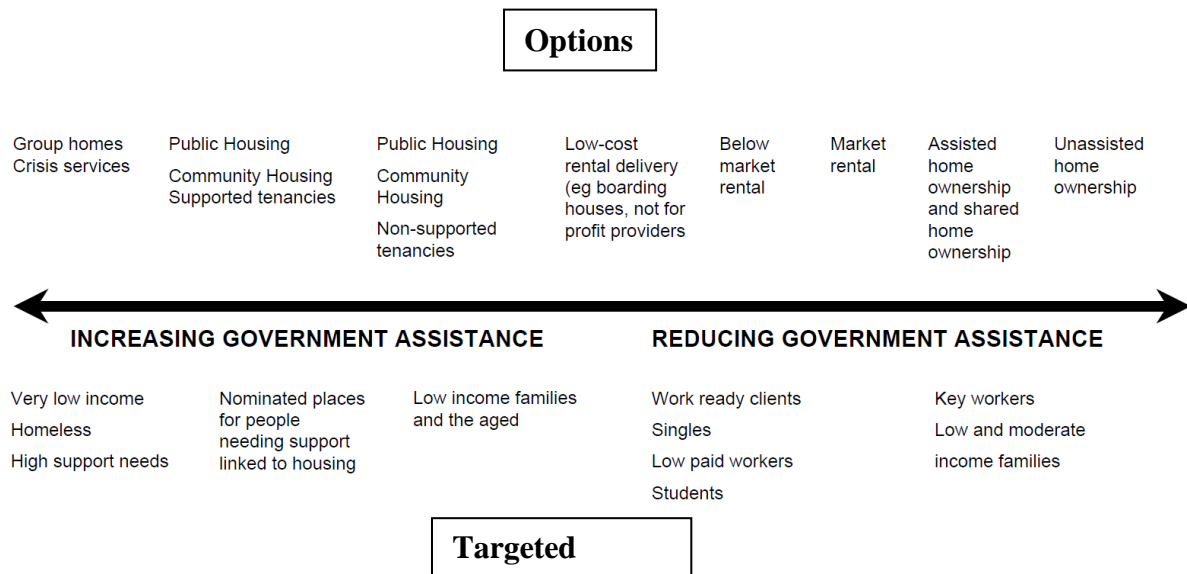 Options
Group homes
Crisis services
Public Housing
Community Housing
Supported tenancies
Public Housing
Community
Housing
Non-supported
tenancies
Low-cost
rental delivery
(eg boarding
houses, not for
profit providers
Below
market
rental
Market
rental
Assisted
home
ownership
and shared
home
ownership
Unassisted
home
ownership
INCREASING GOVERNMENT ASSISTANCE
REDUCING GOVERNMENT ASSISTANCE
Very low income
Homeless
High support needs
Nominated places
for people
needing support
linked to housing
Low income families
and the aged
Work ready clients
Singles
Low paid workers
Students
Key workers
Low and moderate
income families
Targeted